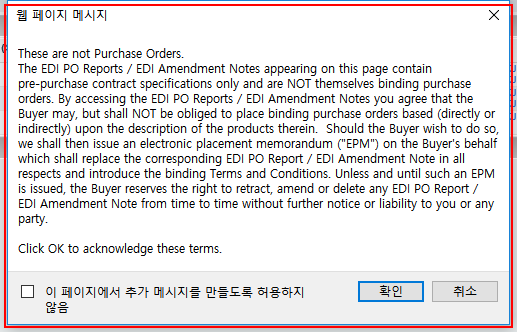 웹 페이지 메시지
These are not Purchase Orders.
The EDI PO Reports / EDI Amendment Notes appearing on this page contain
pre-purchase contract specifications only and are NOT themselves binding purchase
orders. By accessing the EDI PO Reports / EDI Amendment Notes you agree that the
Buyer may, but shall NOT be obliged to place binding purchase orders based (directly or
indirectly) upon the description of the products therein.  Should the Buyer wish to do so,
we shall then issue an electronic placement memorandum ("EPM") on the Buyer's behalf
which shall replace the corresponding EDI PO Report / EDI Amendment Note in all
respects and introduce the binding Terms and Conditions. Unless and until such an EPM
is issued, the Buyer reserves the right to retract, amend or delete any EDI PO Report /
EDI Amendment Note from time to time without further notice or liability to you or any
party.
Click OK to acknowledge these terms.
이 페이지에서 추가 메시지를 만들도록 허용하지
않음
확인
취소